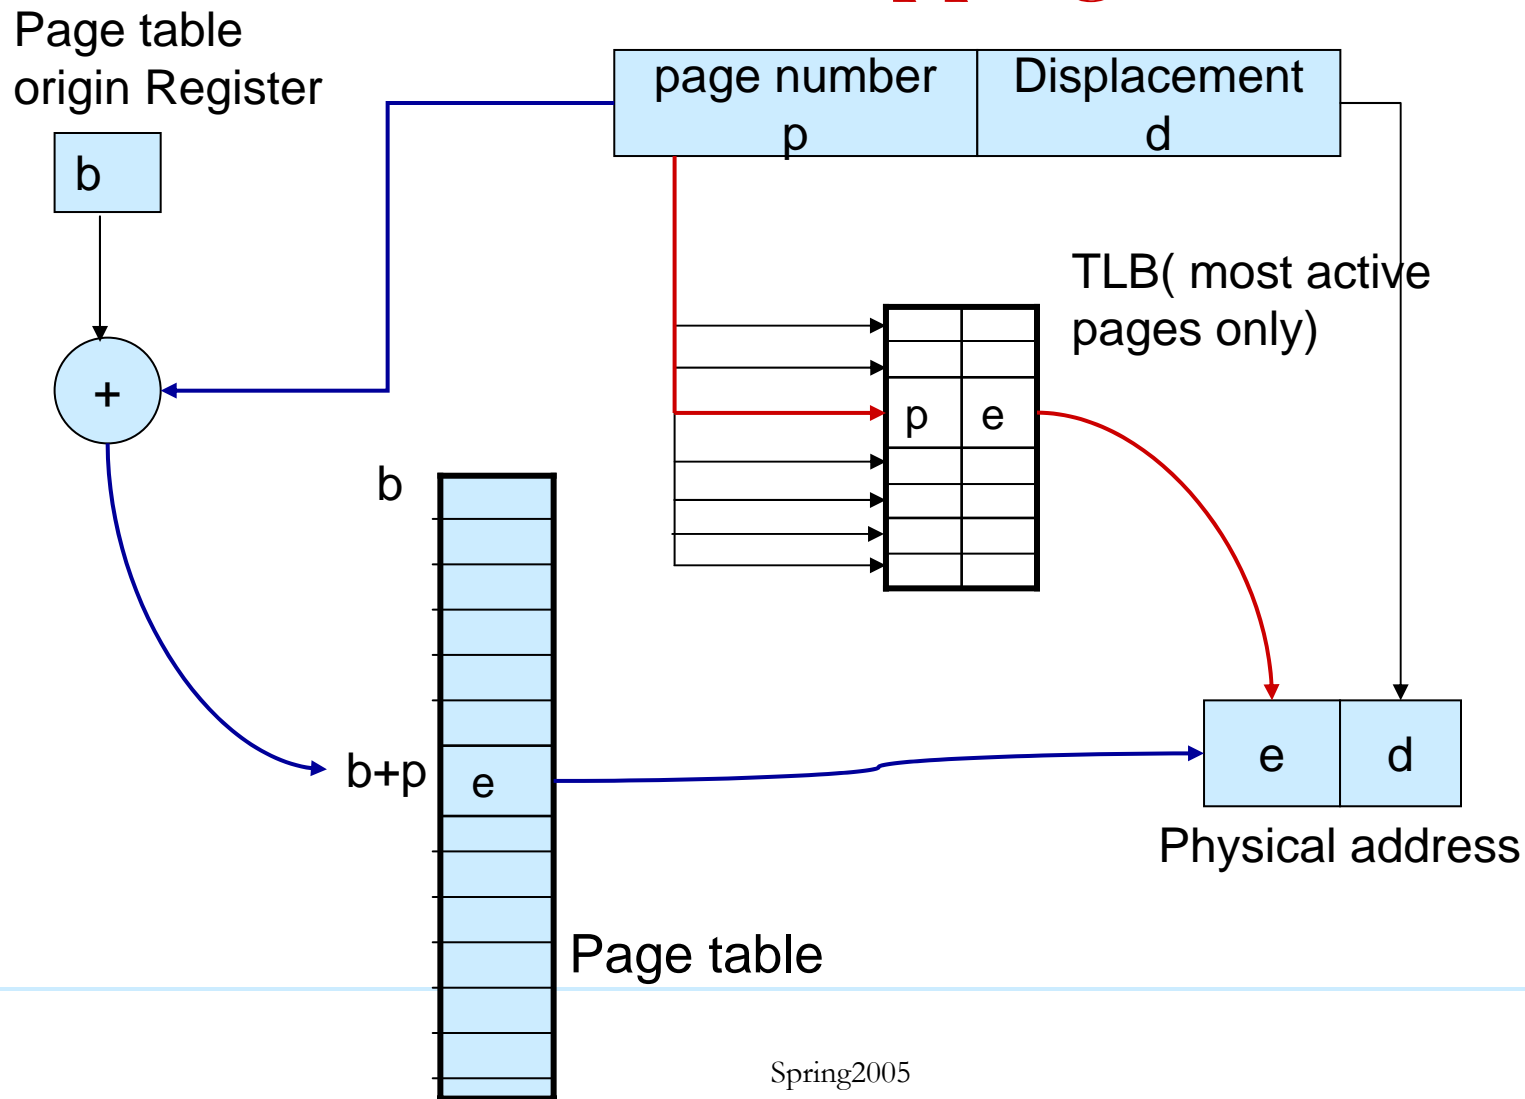 Page table
origin Register
page number
p
Displacement
d
b
TLB( most active
pages only)
+
p e
b
b+p
e
e d
Physical address
Page table
Spring2005